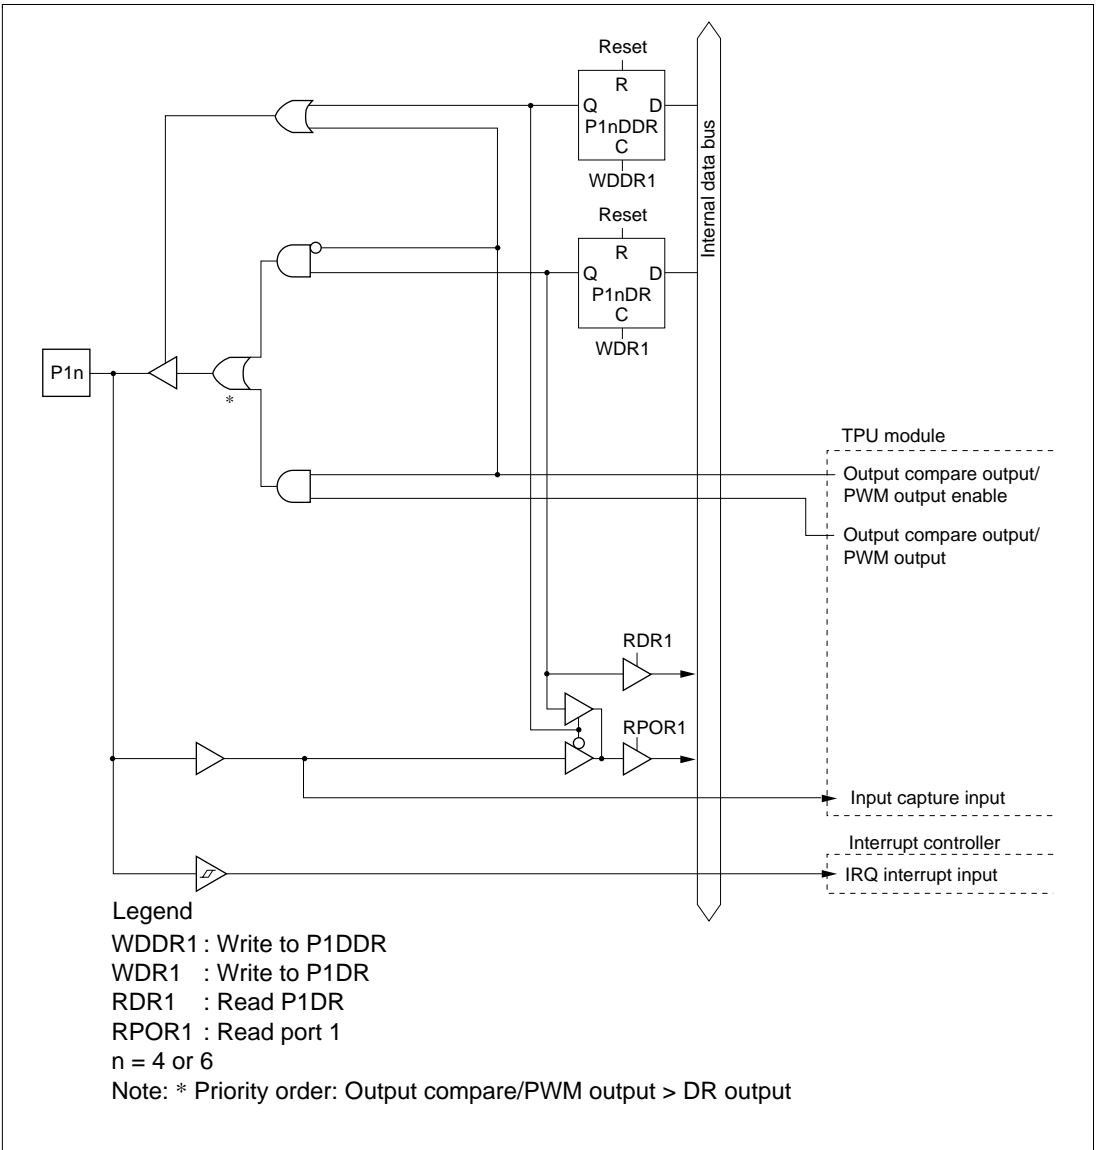 Reset
R
Q D
P1nDDR
C
WDDR1
Internal data bus
Reset
R
Q D
P1nDR
C
WDR1
P1n
*
TPU module
Output compare output/
PWM output enable
Output compare output/
PWM output
RDR1
RPOR1
Input capture input
Interrupt controller
IRQ interrupt input
Legend
WDDR1 : Write to P1DDR
WDR1 : Write to P1DR
RDR1 : Read P1DR
RPOR1 : Read port 1
n = 4 or 6
Note: * Priority order: Output compare/PWM output > DR output